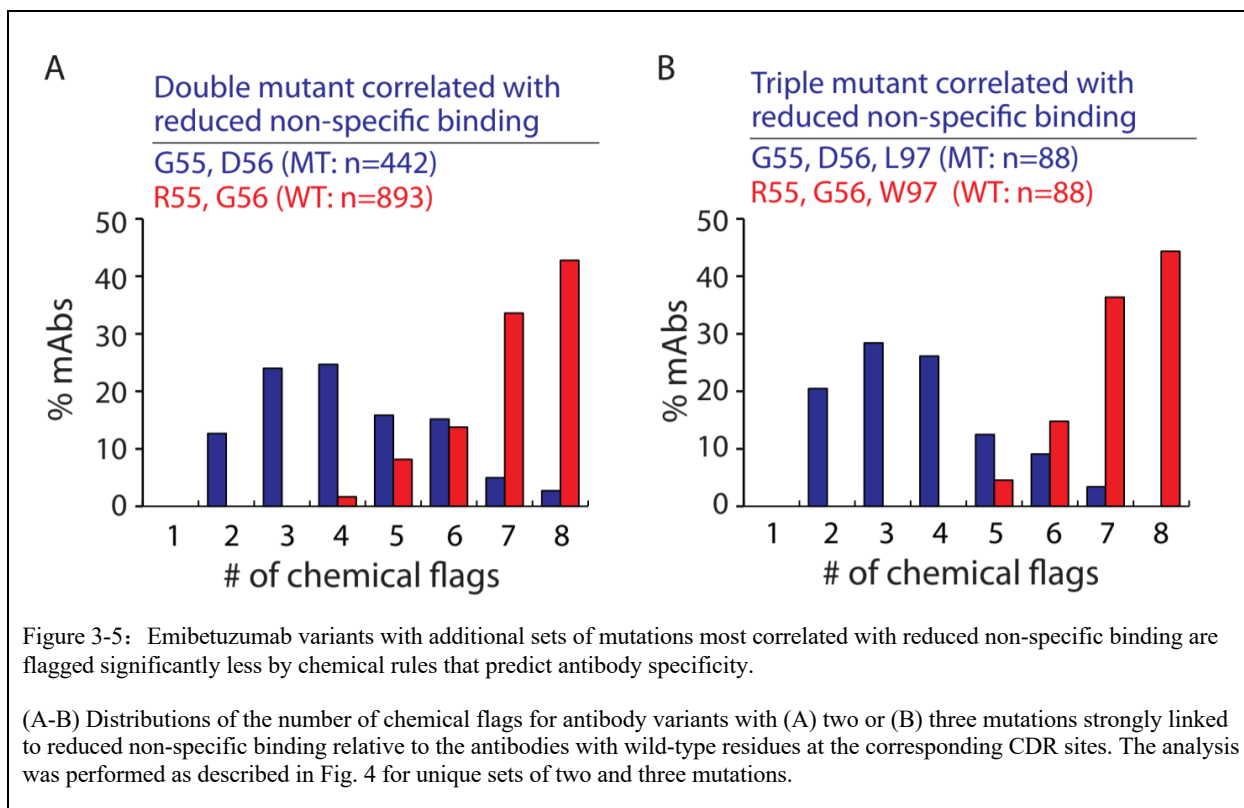 A
Double mutant correlated with
reduced non-specific binding
G55, D56 (MT: n=442)
R55, G56 (WT: n=893)
50
40
30
20
10
0
% mAbs
1 2 3 4 5 6 7 8
# of chemical flags
B
Triple mutant correlated with
reduced non-specific binding
G55, D56, L97 (MT: n=88)
R55, G56, W97 (WT: n=88)
50
40
30
20
10
0
% mAbs
1 2 3 4 5 6 7 8
# of chemical flags
Figure 3-5: Emibetuzumab variants with additional sets of mutations most correlated with reduced non-specific binding are
flagged significantly less by chemical rules that predict antibody specificity.
(A-B) Distributions of the number of chemical flags for antibody variants with (A) two or (B) three mutations strongly linked
to reduced non-specific binding relative to the antibodies with wild-type residues at the corresponding CDR sites. The analysis
was performed as described in Fig. 4 for unique sets of two and three mutations.